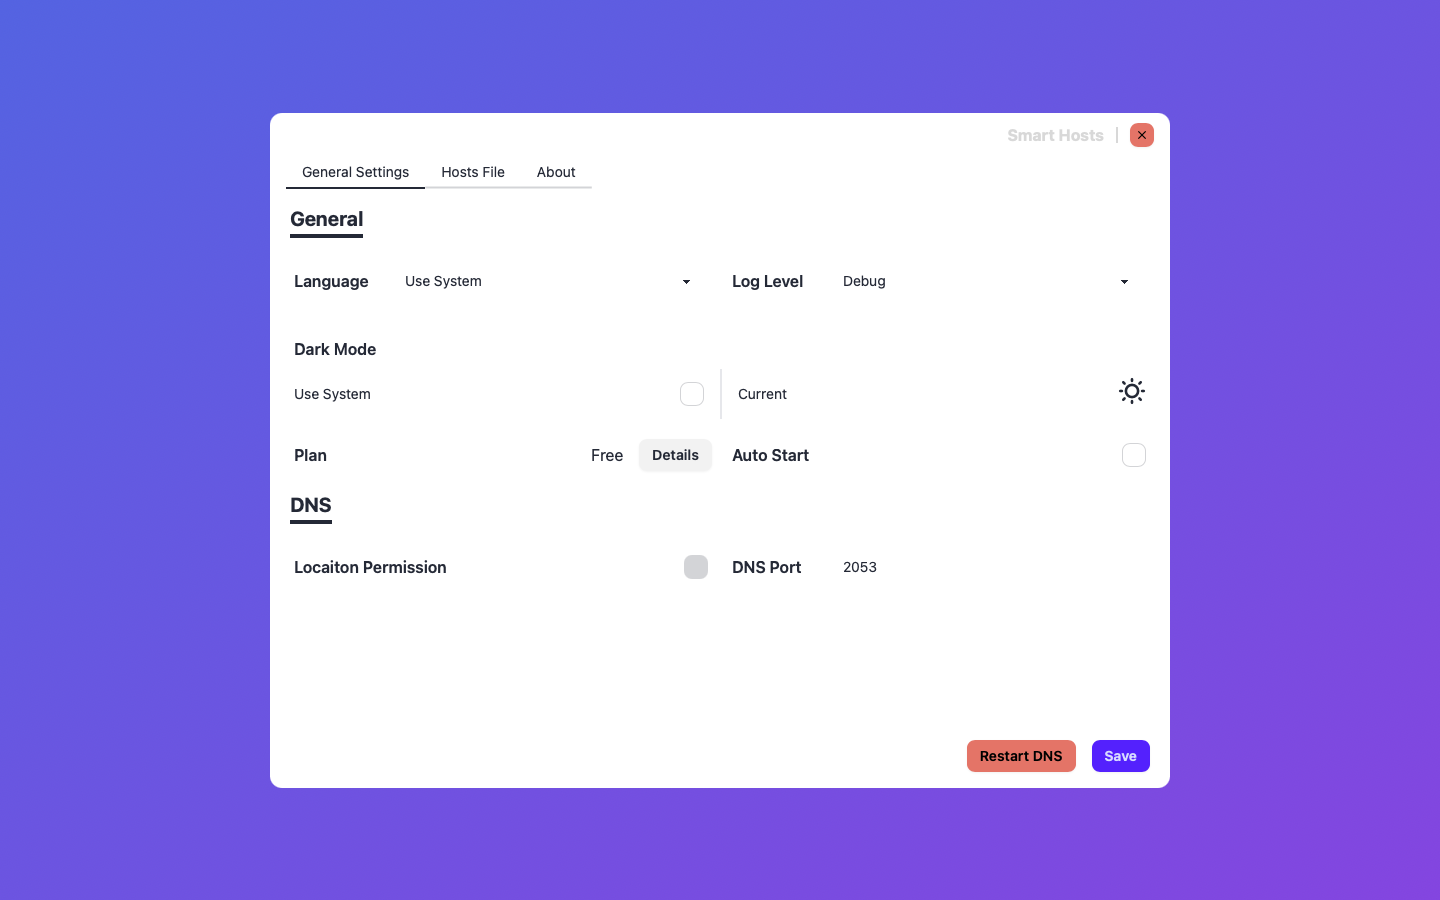 Smart Hosts
General Settings Hosts File About
General
Language Use System Log Level Debug
Dark Mode
Use System Current
Plan Free Details Auto Start
DNS
Locaiton Permission DNS Port 2053
Restart DNS Save